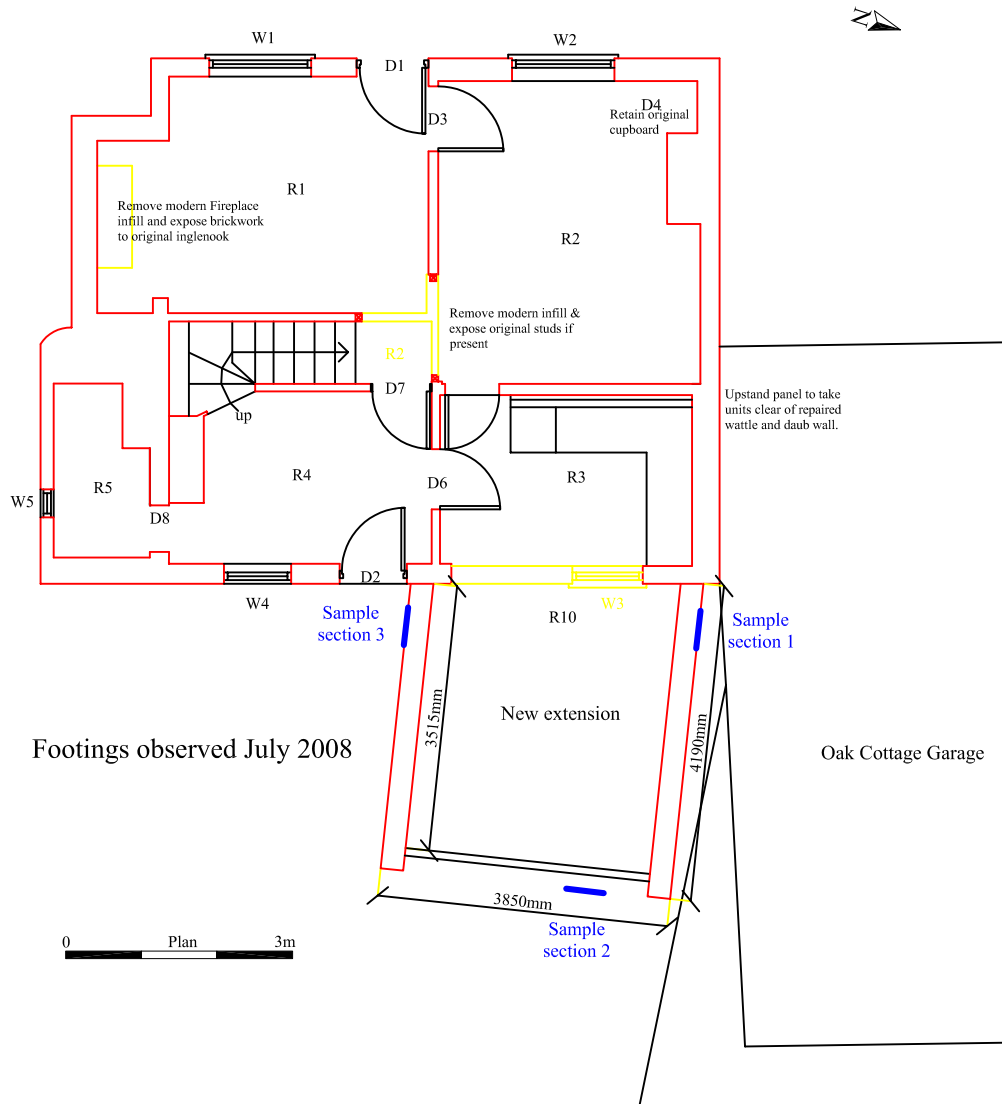 N
W1
D1
W2
D3
D4
Retain original
cupboard
R1
Remove modern Fireplace
infill and expose brickwork
to original inglenook
R2
Remove modern infill &
expose original studs if
present
R2
D7
up
Upstand panel to take
units clear of repaired
wattle and daub wall.
R4
R3
D6
R5
W5
D8
D2
W4
W3
R10
Sample
section 3
Sample
section 1
3515mm
4190mm
New extension
Footings observed July 2008
Oak Cottage Garage
3850mm
Sample
section 2
0 Plan 3m